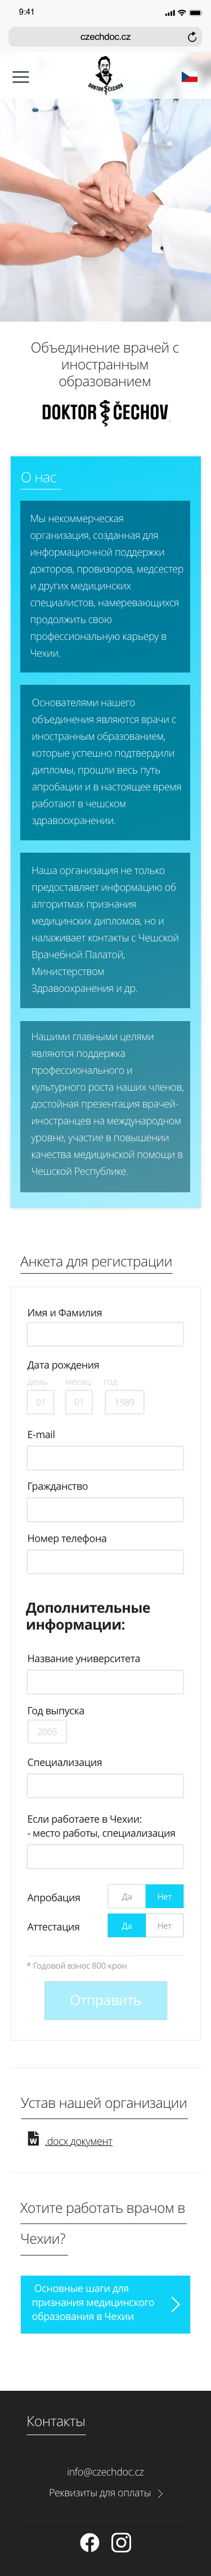 9:41
czechdoc.cz
DOKTOR ČECHOV
Объединение врачей с
иностранным
образованием
DOKTOR ČECHOV
О нас
Мы некоммерческая
организация, созданная для
информационной поддержки
докторов, провизоров, медсестер
и других медицинских
специалистов, намеревающихся
продолжить свою
профессиональную карьеру в
Чехии.
Основателями нашего
объединения являются врачи с
иностранным образованием,
которые успешно подтвердили
дипломы, прошли весь путь
апробации и в настоящее время
работают в чешском
здравоохранении.
Наша организация не только
предоставляет информацию об
алгоритмах признания
медицинских дипломов, но и
налаживает контакты с Чешской
Врачебной Палатой,
Министерством
Здравоохранения и др.
Нашими главными целями
являются поддержка
профессионального и
культурного роста наших членов,
достойная презентация врачей-
иностранцев на международном
уровне, участие в повышении
качества медицинской помощи в
Чешской Республике.
Анкета для регистрации
Имя и Фамилия
Дата рождения
день месяц год
01 01 1989
E-mail
Гражданство
Номер телефона
Дополнительные
информации:
Название университета
Год выпуска
2005
Специализация
Если работаете в Чехии:
- место работы, специализация
Апробация Да Нет
Аттестация Да Нет
* Годовой взнос 800 крон
Отправить
Устав нашей организации
.docx документ
Хотите работать врачом в
Чехии?
Основные шаги для
признания медицинского
образования в Чехии
Контакты
info@czechdoc.cz
Реквизиты для оплаты